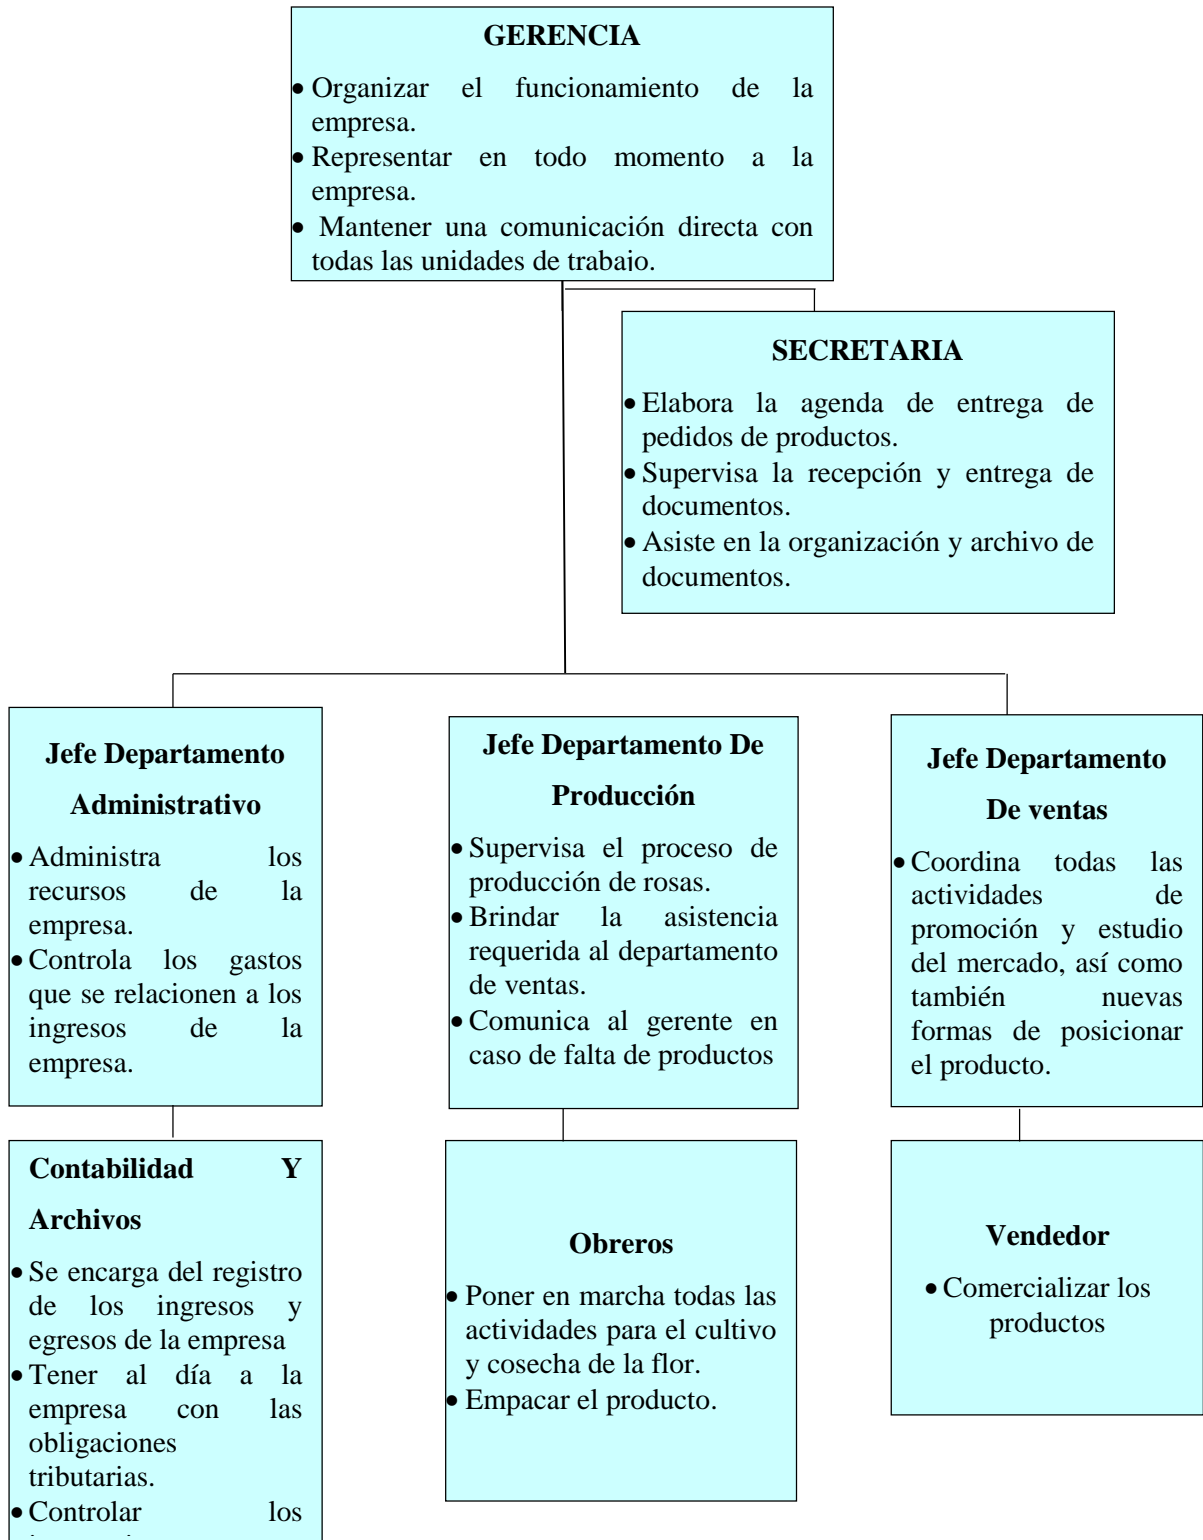 GERENCIA
• Organizar el funcionamiento de la
empresa.
• Representar en todo momento a la
empresa.
• Mantener una comunicación directa con
todas las unidades de trabajo.
SECRETARIA
• Elabora la agenda de entrega de
pedidos de productos.
• Supervisa la recepción y entrega de
documentos.
• Asiste en la organización y archivo de
documentos.
Jefe Departamento
Administrativo
• Administra los
recursos de la
empresa.
• Controla los gastos
que se relacionen a los
ingresos de la
empresa.
Jefe Departamento De
Producción
• Supervisa el proceso de
producción de rosas.
• Brindar la asistencia
requerida al departamento
de ventas.
• Comunica al gerente en
caso de falta de productos
Jefe Departamento
De ventas
• Coordina todas las
actividades de
promoción y estudio
del mercado, así como
también nuevas
formas de posicionar
el producto.
Contabilidad Y
Archivos
• Se encarga del registro
de los ingresos y
egresos de la empresa
• Tener al día a la
empresa con las
obligaciones
tributarias.
• Controlar los
Obreros
• Poner en marcha todas las
actividades para el cultivo
y cosecha de la flor.
• Empacar el producto.
Vendedor
• Comercializar los
productos